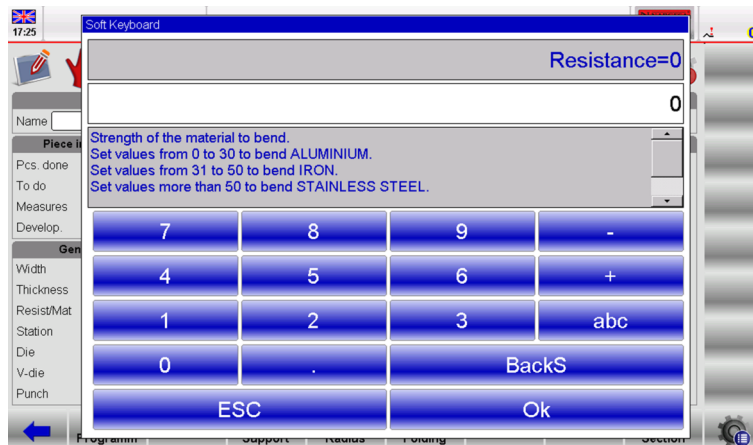 17:25
Soft Keyboard
Resistance=0
0
Strength of the material to bend.
Set values from 0 to 30 to bend ALUMINIUM.
Set values from 31 to 50 to bend IRON.
Set values more than 50 to bend STAINLESS STEEL.
Name
Piece
Pcs. done
To do
Measures
Develop.
Gen
Width
Thickness
Resist/Mat
Station
Die
V-die
Punch
7 8 9 -
4 5 6 +
1 2 3 abc
0 . BackS
ESC Ok
Programm Support Radius Folding Section